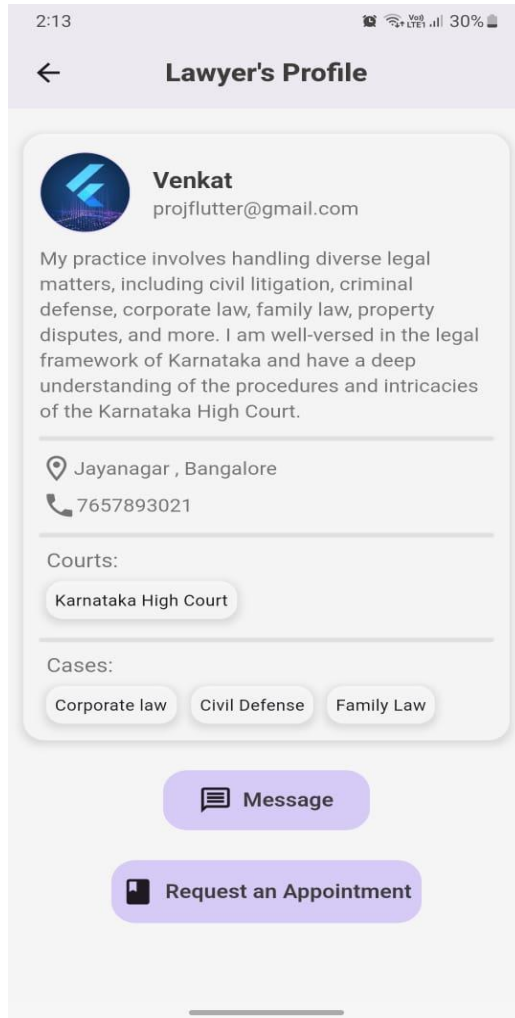 2:13
Vo) LTE1 30%
Lawyer's Profile
Venkat
projflutter@gmail.com
My practice involves handling diverse legal
matters, including civil litigation, criminal
defense, corporate law, family law, property
disputes, and more. I am well-versed in the legal
framework of Karnataka and have a deep
understanding of the procedures and intricacies
of the Karnataka High Court.
Jayanagar , Bangalore
7657893021
Courts:
Karnataka High Court
Cases:
Corporate law Civil Defense Family Law
Message
Request an Appointment